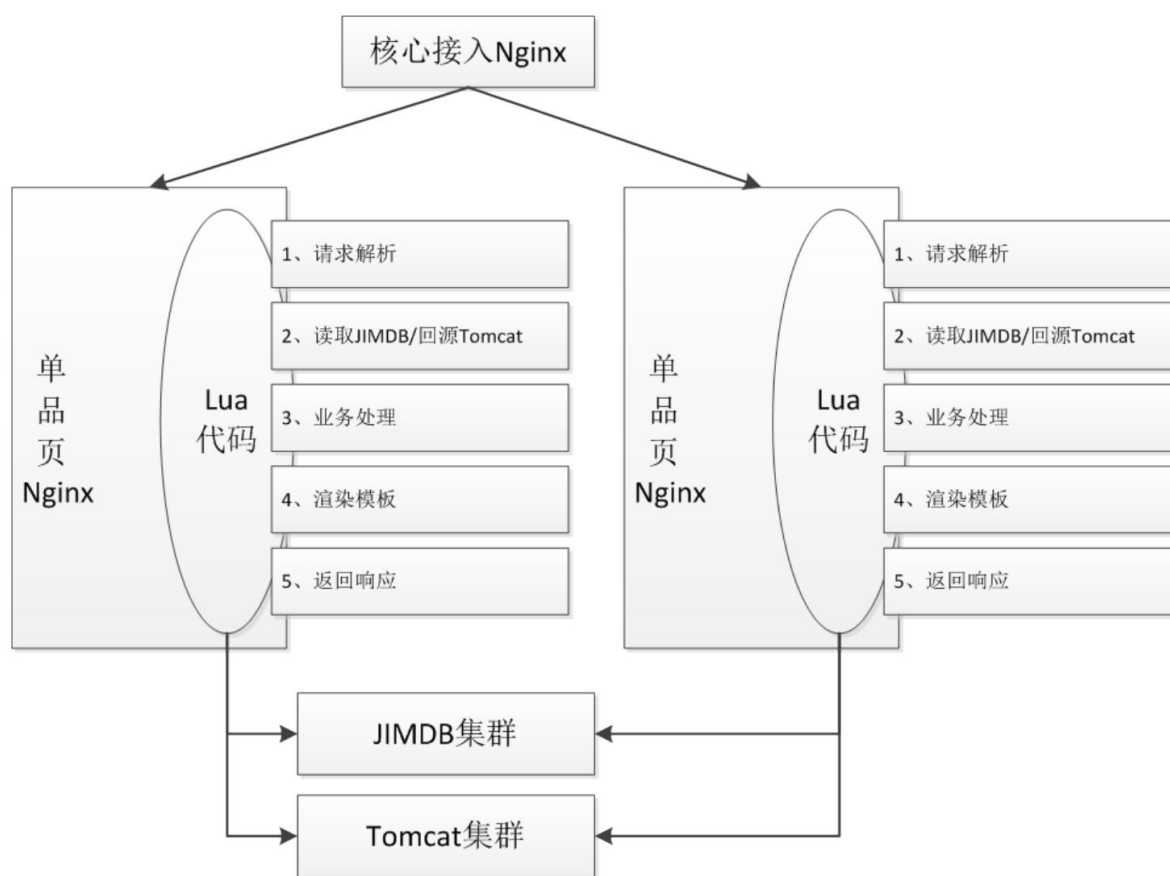 核心接入Nginx
单
品
页
Nginx
Lua
代码
1、请求解析
2、读取JIMDB/回源Tomcat
3、业务处理
4、渲染模板
5、返回响应
单
品
页
Nginx
Lua
代码
1、请求解析
2、读取JIMDB/回源Tomcat
3、业务处理
4、渲染模板
5、返回响应
JIMDB集群
Tomcat集群